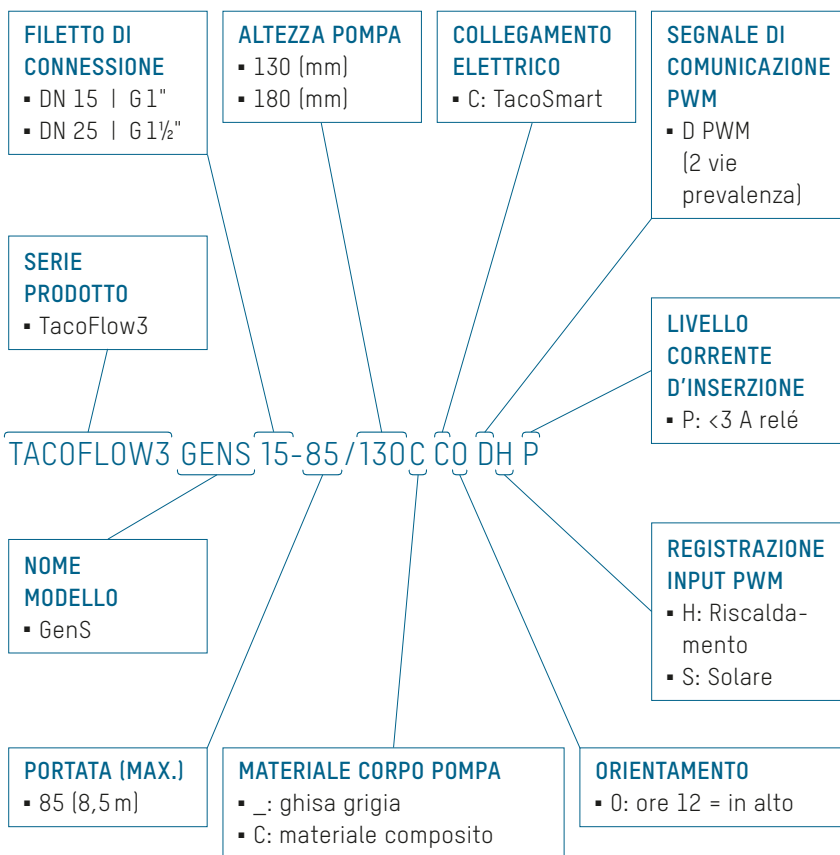 FILETTO DI
CONNESSIONE
▪ DN 15 | G 1"
▪ DN 25 | G 1½"
ALTEZZA POMPA
▪ 130 (mm)
▪ 180 (mm)
COLLEGAMENTO
ELETTRICO
▪ C: TacoSmart
SEGNALE DI
COMUNICAZIONE
PWM
▪ D PWM
(2 vie
prevalenza)
SERIE
PRODOTTO
▪ TacoFlow3
LIVELLO
CORRENTE
D'INSERZIONE
▪ P: <3 A relé
TACOFLOW3 GENS 15-85/130C CO DH P
NOME
MODELLO
▪ GenS
REGISTRAZIONE
INPUT PWM
▪ H: Riscalda-
mento
▪ S: Solare
PORTATA (MAX.)
▪ 85 (8,5 m)
MATERIALE CORPO POMPA
▪ _: ghisa grigia
▪ C: materiale composito
ORIENTAMENTO
▪ 0: ore 12 = in alto